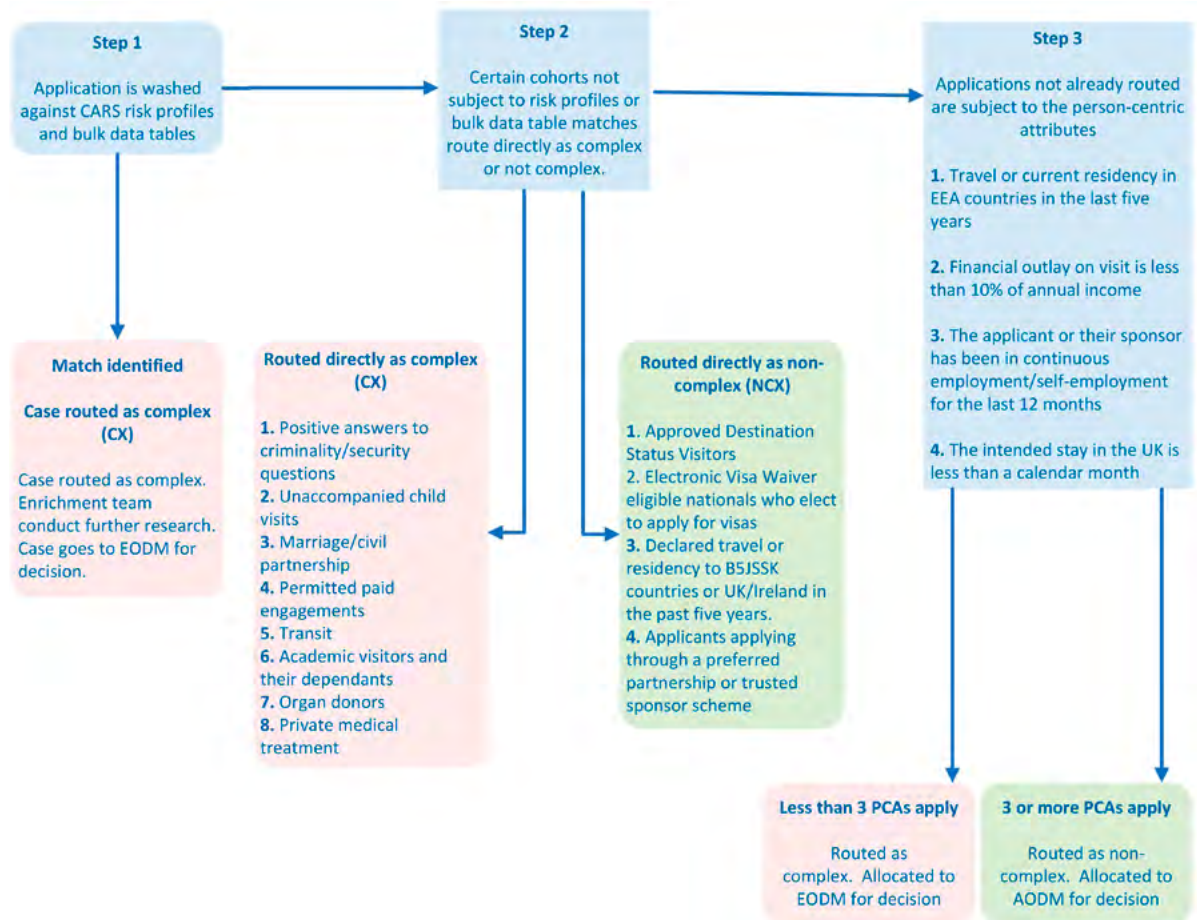 Step 1
Application is washed
against CARS risk profiles
and bulk data tables
Step 2
Certain cohorts not
subject to risk profiles or
bulk data table matches
route directly as complex
or not complex.
Step 3
Applications not already routed
are subject to the person-centric
attributes
1. Travel or current residency in
EEA countries in the last five
years
2. Financial outlay on visit is less
than 10% of annual income
3. The applicant or their sponsor
has been in continuous
employment/self-employment
for the last 12 months
4. The intended stay in the UK is
less than a calendar month
Match identified
Case routed as complex
(CX)
Case routed as complex.
Enrichment team
conduct further research.
Case goes to EODM for
decision.
Routed directly as complex
(CX)
1. Positive answers to
criminality/security
questions
2. Unaccompanied child
visits
3. Marriage/civil
partnership
4. Permitted paid
engagements
5. Transit
6. Academic visitors and
their dependants
7. Organ donors
8. Private medical
treatment
Routed directly as non-
complex (NCX)
1. Approved Destination
Status Visitors
2. Electronic Visa Waiver
eligible nationals who elect
to apply for visas
3. Declared travel or
residency to B5JSSK
countries or UK/Ireland in
the past five years.
4. Applicants applying
through a preferred
partnership or trusted
sponsor scheme
Less than 3 PCAs apply
Routed as
complex. Allocated to
EODM for decision
3 or more PCAs apply
Routed as non-
complex. Allocated to
AODM for decision